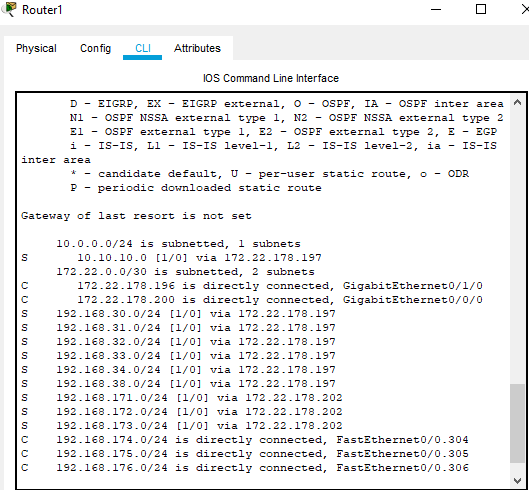 Router1
Physical Config CLI Attributes
IOS Command Line Interface
D - EIGRP, EX - EIGRP external, O - OSPF, IA - OSPF inter area
N1 - OSPF NSSA external type 1, N2 - OSPF NSSA external type 2
E1 - OSPF external type 1, E2 - OSPF external type 2, E - EGP
i - IS-IS, L1 - IS-IS level-1, L2 - IS-IS level-2, ia - IS-IS
inter area
* - candidate default, U - per-user static route, o - ODR
P - periodic downloaded static route
Gateway of last resort is not set
10.0.0.0/24 is subnetted, 1 subnets
S 10.10.10.0 [1/0] via 172.22.178.197
172.22.0.0/30 is subnetted, 2 subnets
C 172.22.178.196 is directly connected, GigabitEthernet0/1/0
C 172.22.178.200 is directly connected, GigabitEthernet0/0/0
S 192.168.30.0/24 [1/0] via 172.22.178.197
S 192.168.31.0/24 [1/0] via 172.22.178.197
S 192.168.32.0/24 [1/0] via 172.22.178.197
S 192.168.33.0/24 [1/0] via 172.22.178.197
S 192.168.34.0/24 [1/0] via 172.22.178.197
S 192.168.38.0/24 [1/0] via 172.22.178.197
S 192.168.171.0/24 [1/0] via 172.22.178.202
S 192.168.172.0/24 [1/0] via 172.22.178.202
S 192.168.173.0/24 [1/0] via 172.22.178.202
C 192.168.174.0/24 is directly connected, FastEthernet0/0.304
C 192.168.175.0/24 is directly connected, FastEthernet0/0.305
C 192.168.176.0/24 is directly connected, FastEthernet0/0.306